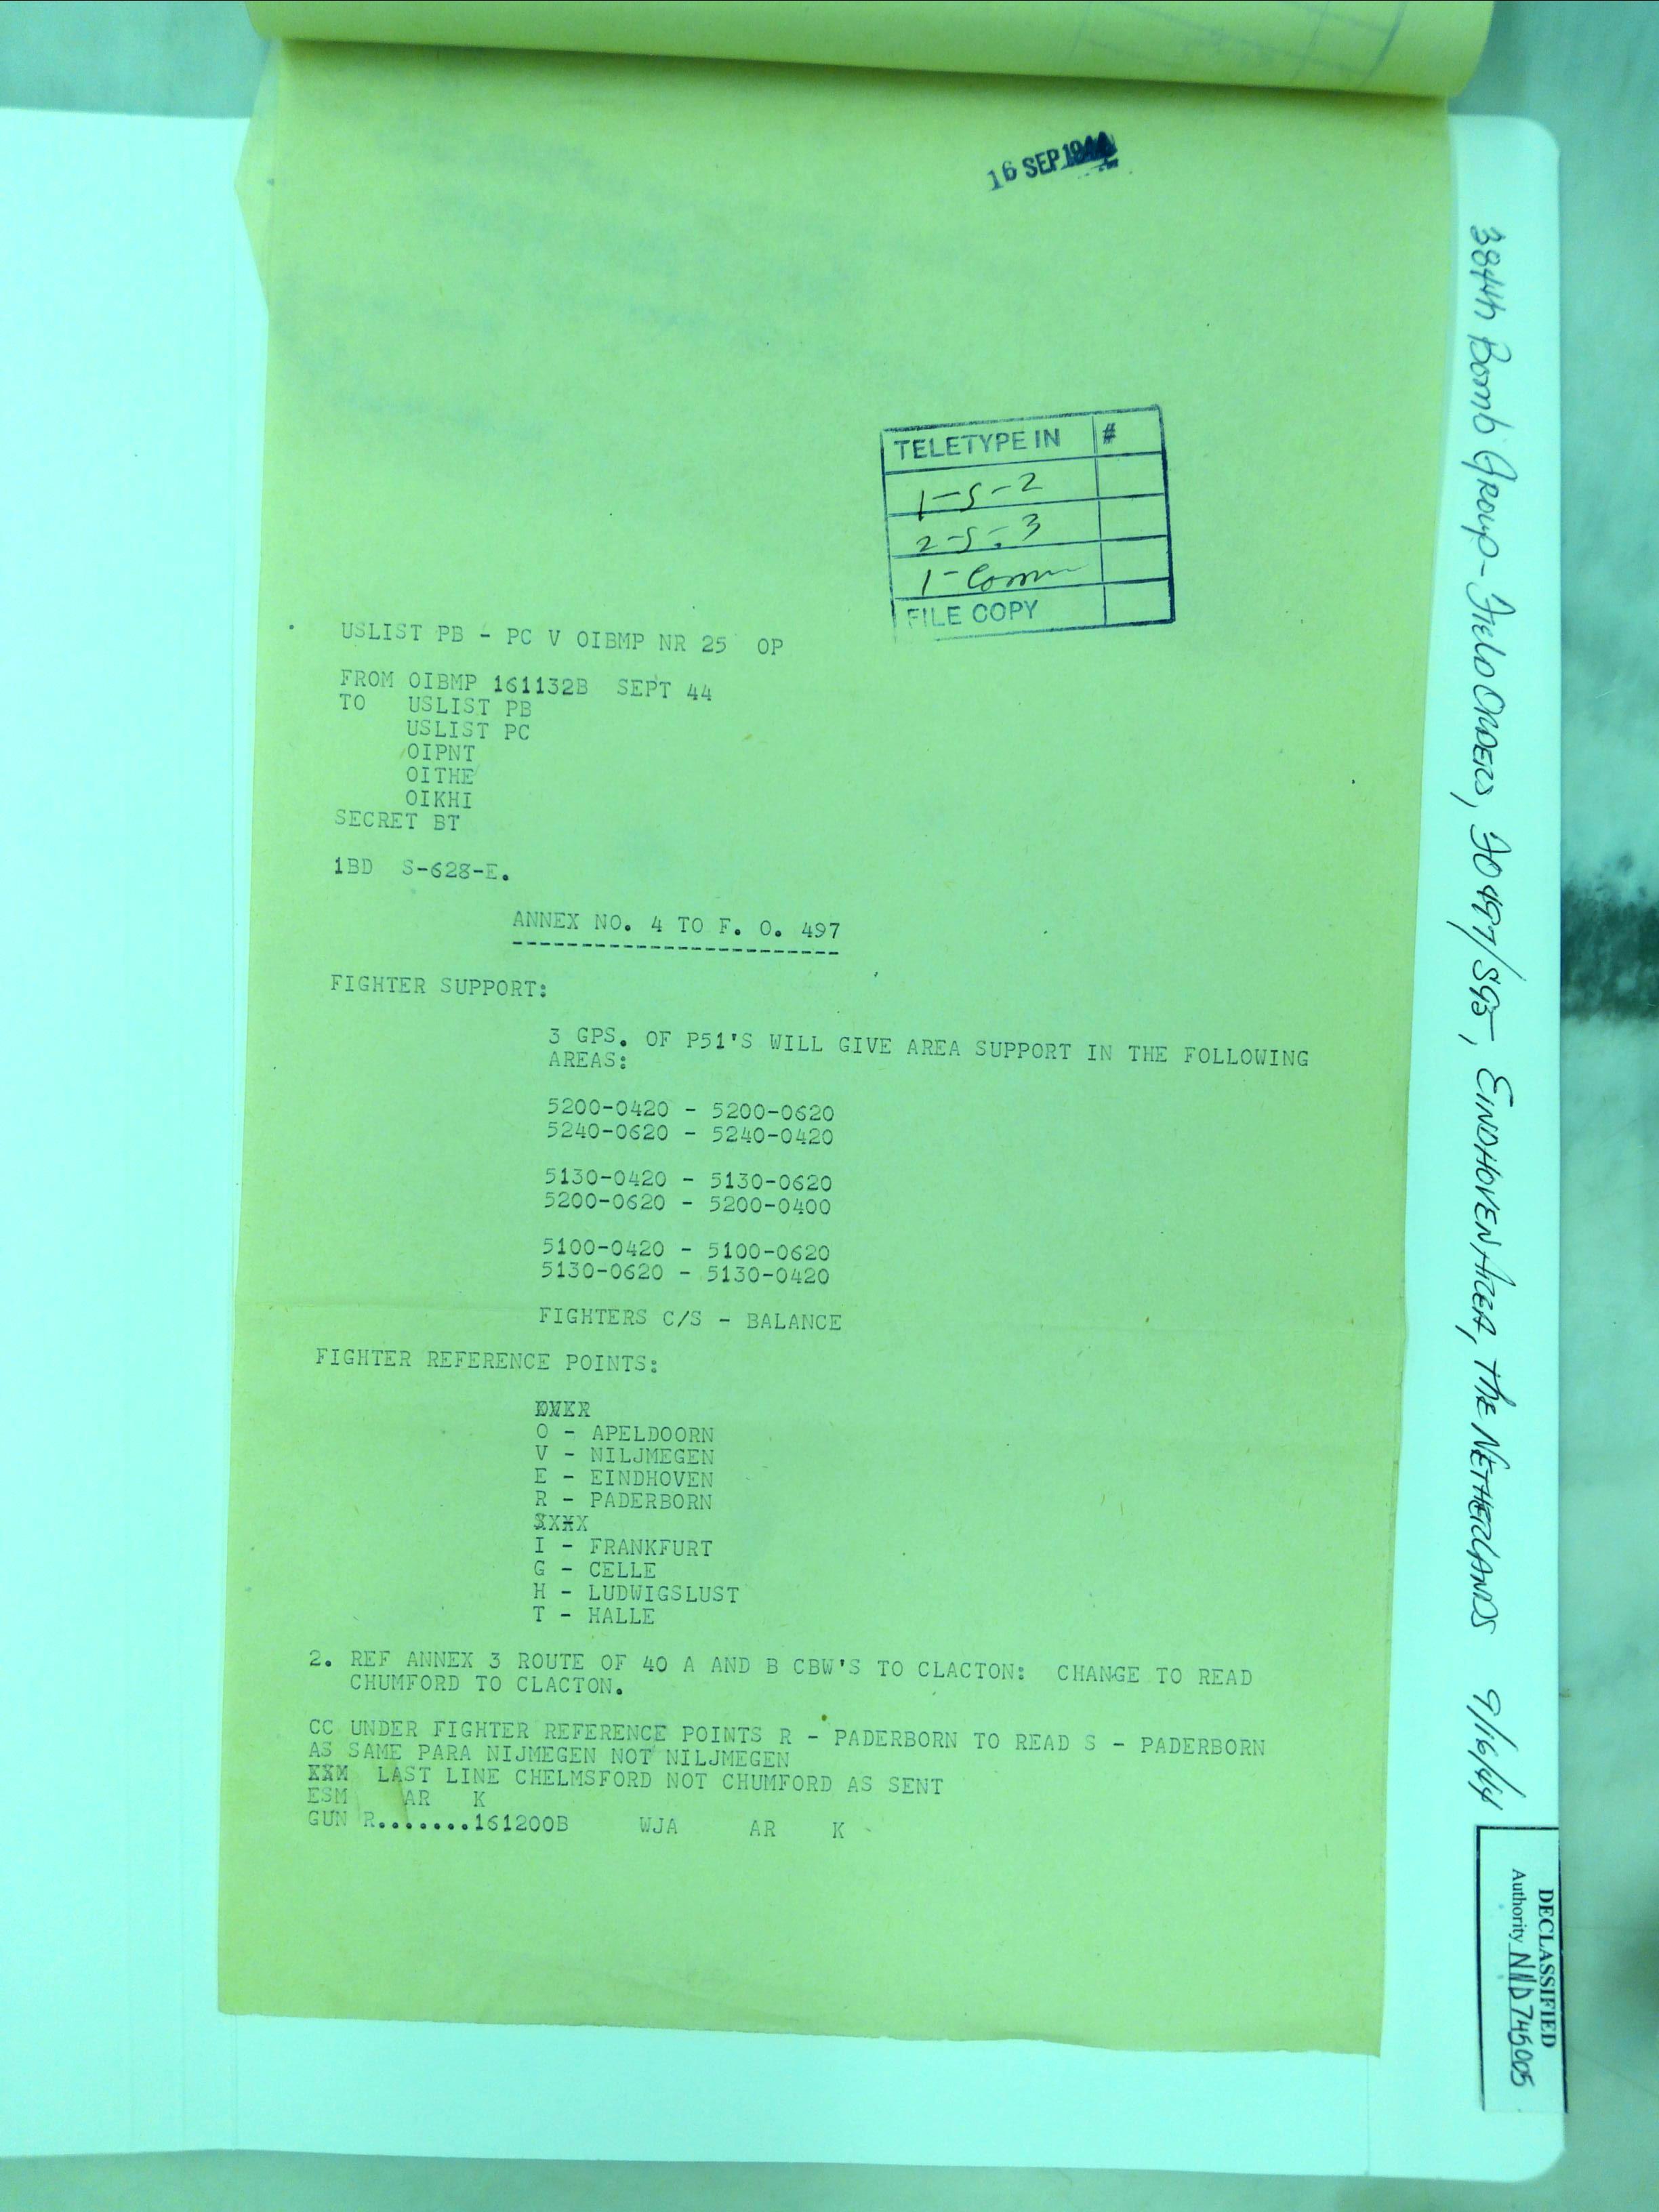 16 SEP 1944
TELETYPE IN #
1-S-2
2-S-3
1-Comm
FILE COPY
USLIST PB - PC V OIBMP NR 25 OP
FROM OIBMP 161132B SEPT 44
TO USLIST PB
USLIST PC
OIPNT
OITHE
OIKHI
SECRET BT
1BD S-628-E.
ANNEX NO. 4 TO F. O. 497
------------------------
FIGHTER SUPPORT:
3 GPS. OF P51'S WILL GIVE AREA SUPPORT IN THE FOLLOWING
AREAS:
5200-0420 - 5200-0620
5240-0620 - 5240-0420
5130-0420 - 5130-0620
5200-0620 - 5200-0400
5100-0420 - 5100-0620
5130-0620 - 5130-0420
FIGHTERS C/S - BALANCE
FIGHTER REFERENCE POINTS:
O - APELDOORN
V - NILJMEGEN
E - EINDHOVEN
R - PADERBORN
I - FRANKFURT
G - CELLE
H - LUDWIGSLUST
T - HALLE
2. REF ANNEX 3 ROUTE OF 40 A AND B CBW'S TO CLACTON: CHANGE TO READ
CHUMFORD TO CLACTON.
CC UNDER FIGHTER REFERENCE POINTS R - PADERBORN TO READ S - PADERBORN
AS SAME PARA NIJMEGEN NOT NILJMEGEN
LAST LINE CHELMSFORD NOT CHUMFORD AS SENT
ESM AR K
GUN R.......161200B WJA AR K
384th Bomb Group - Field Orders, FO 497/S95, EINDHOVEN AREA, THE NETHERLANDS 9/16/44
DECLASSIFIED
Authority NND745005